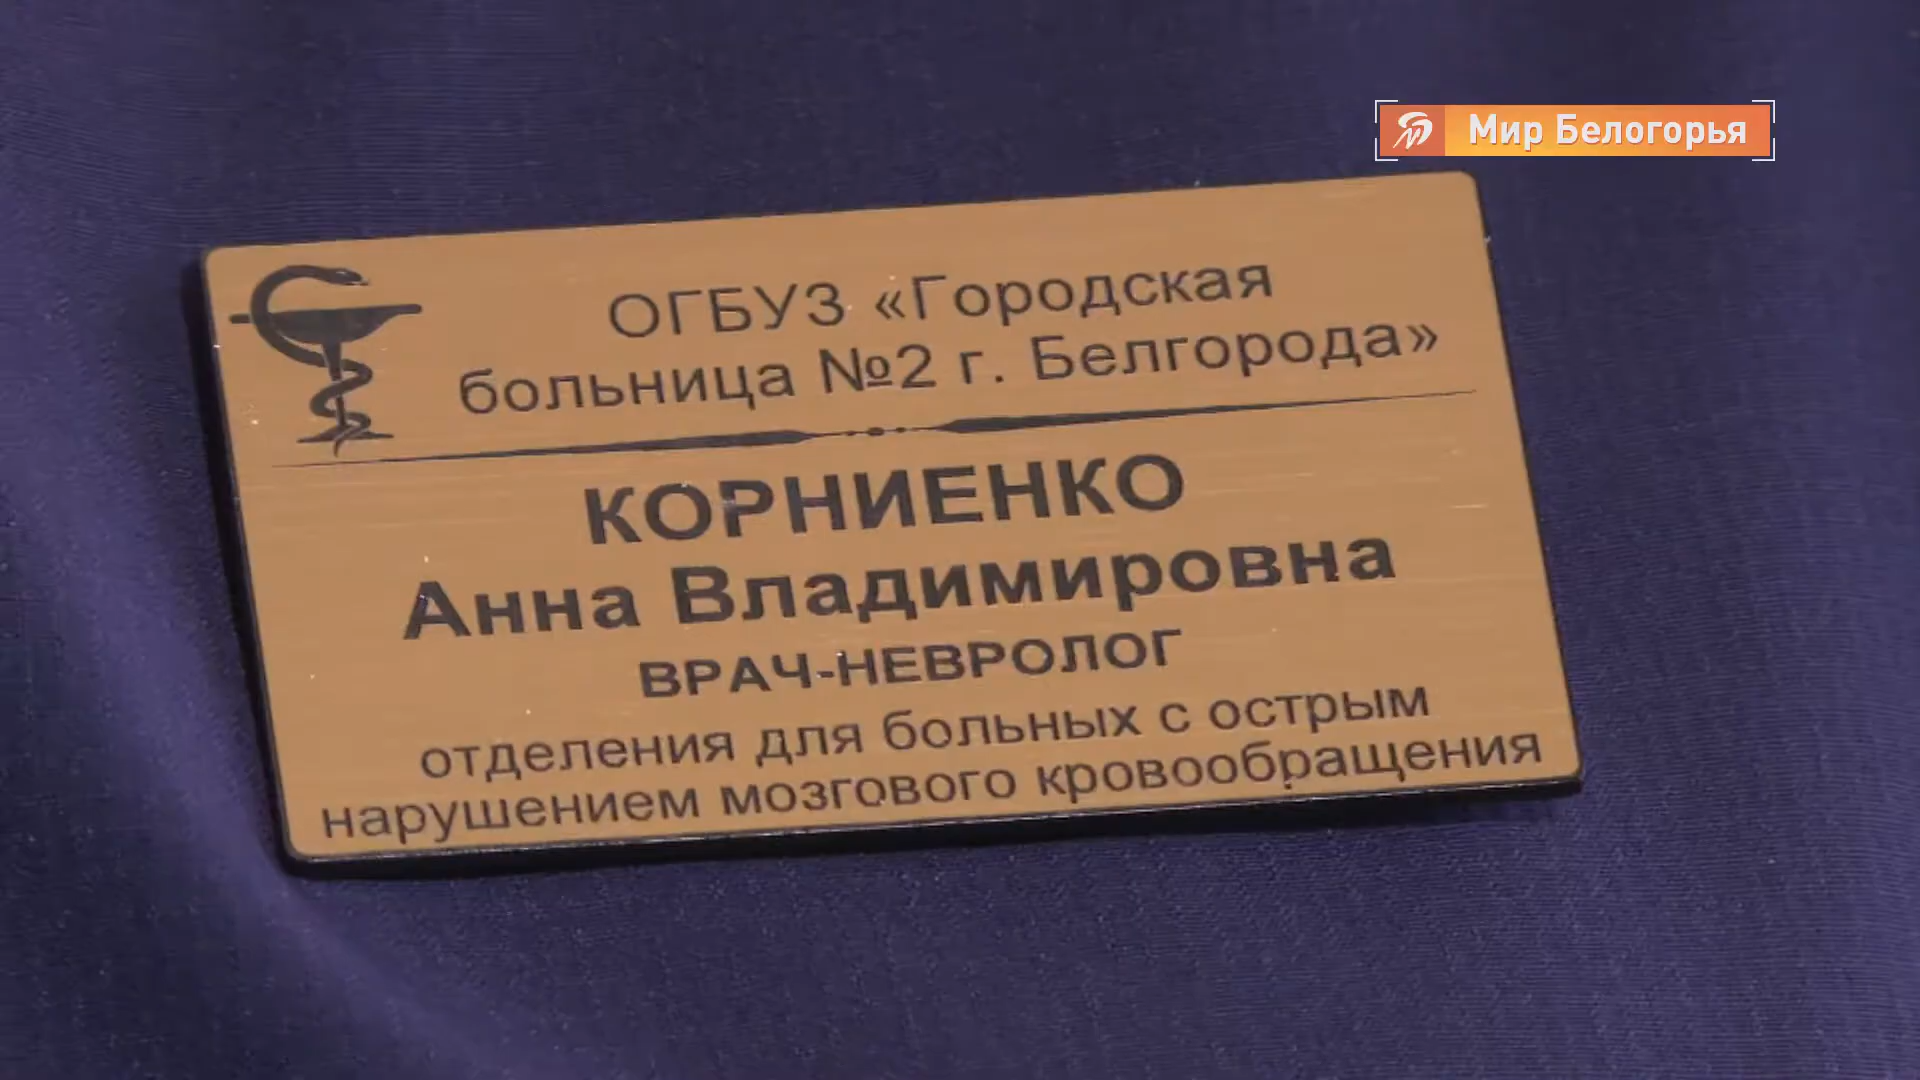 Мир Белогорья
ОГБУЗ «Городская
больница №2 г. Белгорода»
КОРНИЕНКО
Анна Владимировна
ВРАЧ-НЕВРОЛОГ
отделения для больных с острым
нарушением мозгового кровообращения